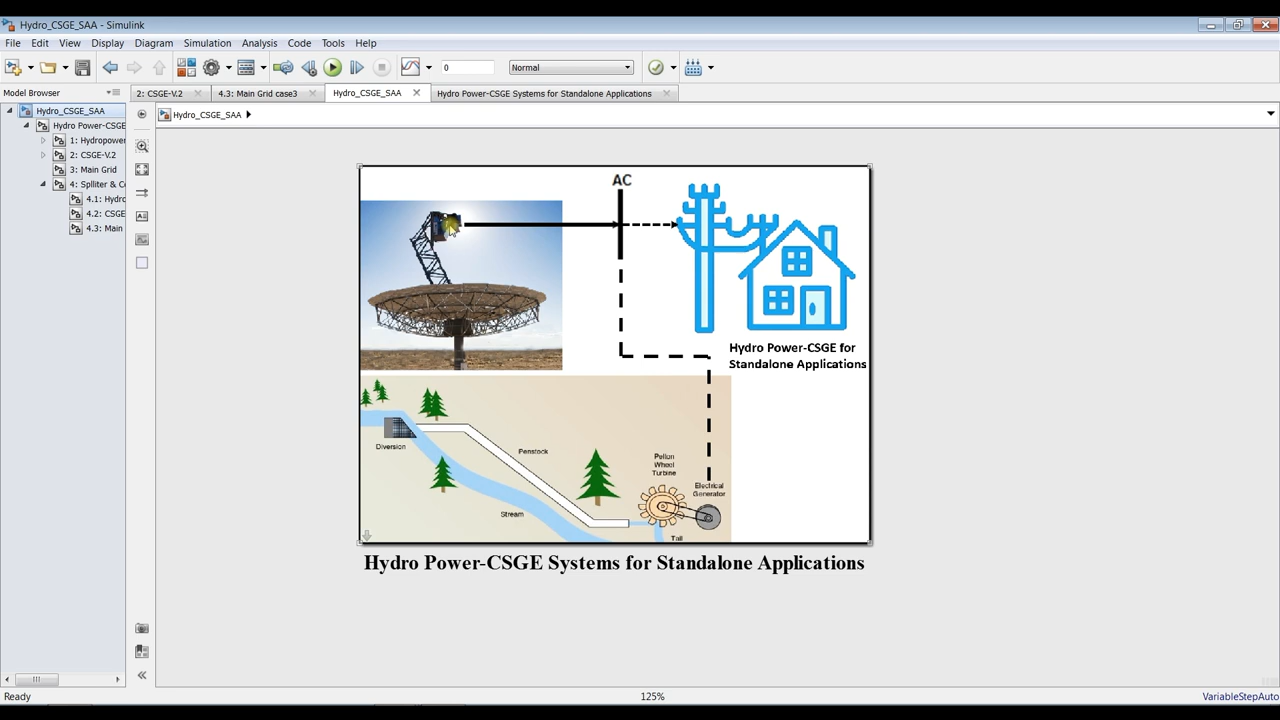 Hydro_CSGE_SAA - Simulink
File Edit View Display Diagram Simulation Analysis Code Tools Help
0 Normal
Model Browser
2: CSGE-V.2
4.3: Main Grid case3
Hydro_CSGE_SAA
Hydro Power-CSGE Systems for Standalone Applications
Hydro_CSGE_SAA
Hydro_CSGE_SAA
Hydro Power-CSGE
1: Hydropower
2: CSGE-V.2
3: Main Grid
4: Spliiter & C
4.1: Hydro
4.2: CSGE
4.3: Main
AC
Hydro Power-CSGE for
Standalone Applications
Diversion
Penstock
Stream
Pelton
Wheel
Turbine
Electrical
Generator
Tail
Hydro Power-CSGE Systems for Standalone Applications
Ready
125%
VariableStepAuto